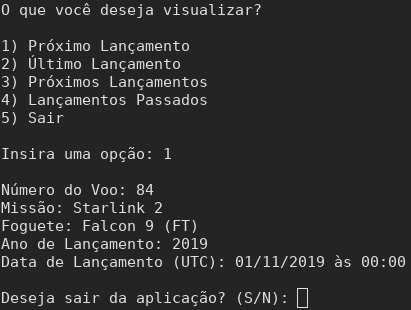 O que você deseja visualizar?
1) Próximo Lançamento
2) Último Lançamento
3) Próximos Lançamentos
4) Lançamentos Passados
5) Sair
Insira uma opção: 1
Número do Voo: 84
Missão: Starlink 2
Foguete: Falcon 9 (FT)
Ano de Lançamento: 2019
Data de Lançamento (UTC): 01/11/2019 às 00:00
Deseja sair da aplicação? (S/N):